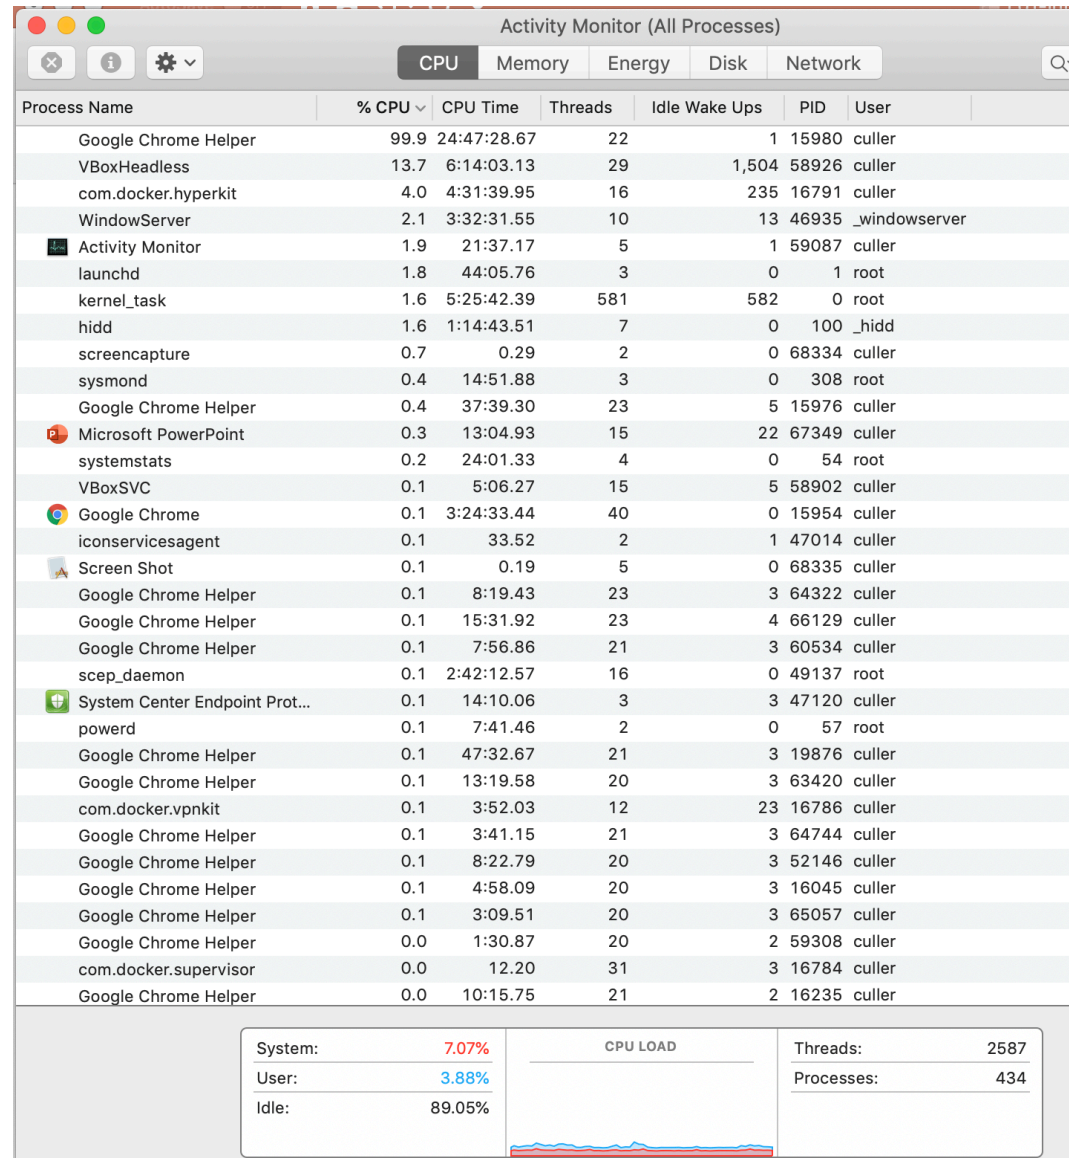 Activity Monitor (All Processes)
CPU Memory Energy Disk Network
Process Name % CPU CPU Time Threads Idle Wake Ups PID User
Google Chrome Helper 99.9 24:47:28.67 22 1 15980 culler
VBoxHeadless 13.7 6:14:03.13 29 1,504 58926 culler
com.docker.hyperkit 4.0 4:31:39.95 16 235 16791 culler
WindowServer 2.1 3:32:31.55 10 13 46935 _windowserver
Activity Monitor 1.9 21:37.17 5 1 59087 culler
launchd 1.8 44:05.76 3 0 1 root
kernel_task 1.6 5:25:42.39 581 582 0 root
hidd 1.6 1:14:43.51 7 0 100 _hidd
screencapture 0.7 0.29 2 0 68334 culler
sysmond 0.4 14:51.88 3 0 308 root
Google Chrome Helper 0.4 37:39.30 23 5 15976 culler
Microsoft PowerPoint 0.3 13:04.93 15 22 67349 culler
systemstats 0.2 24:01.33 4 0 54 root
VBoxSVC 0.1 5:06.27 15 5 58902 culler
Google Chrome 0.1 3:24:33.44 40 0 15954 culler
iconservicesagent 0.1 33.52 2 1 47014 culler
Screen Shot 0.1 0.19 5 0 68335 culler
Google Chrome Helper 0.1 8:19.43 23 3 64322 culler
Google Chrome Helper 0.1 15:31.92 23 4 66129 culler
Google Chrome Helper 0.1 7:56.86 21 3 60534 culler
scep_daemon 0.1 2:42:12.57 16 0 49137 root
System Center Endpoint Prot... 0.1 14:10.06 3 3 47120 culler
powerd 0.1 7:41.46 2 0 57 root
Google Chrome Helper 0.1 47:32.67 21 3 19876 culler
Google Chrome Helper 0.1 13:19.58 20 3 63420 culler
com.docker.vpnkit 0.1 3:52.03 12 23 16786 culler
Google Chrome Helper 0.1 3:41.15 21 3 64744 culler
Google Chrome Helper 0.1 8:22.79 20 3 52146 culler
Google Chrome Helper 0.1 4:58.09 20 3 16045 culler
Google Chrome Helper 0.1 3:09.51 20 3 65057 culler
Google Chrome Helper 0.0 1:30.87 20 2 59308 culler
com.docker.supervisor 0.0 12.20 31 3 16784 culler
Google Chrome Helper 0.0 10:15.75 21 2 16235 culler
System: 7.07% CPU LOAD Threads: 2587
User: 3.88% Processes: 434
Idle: 89.05%